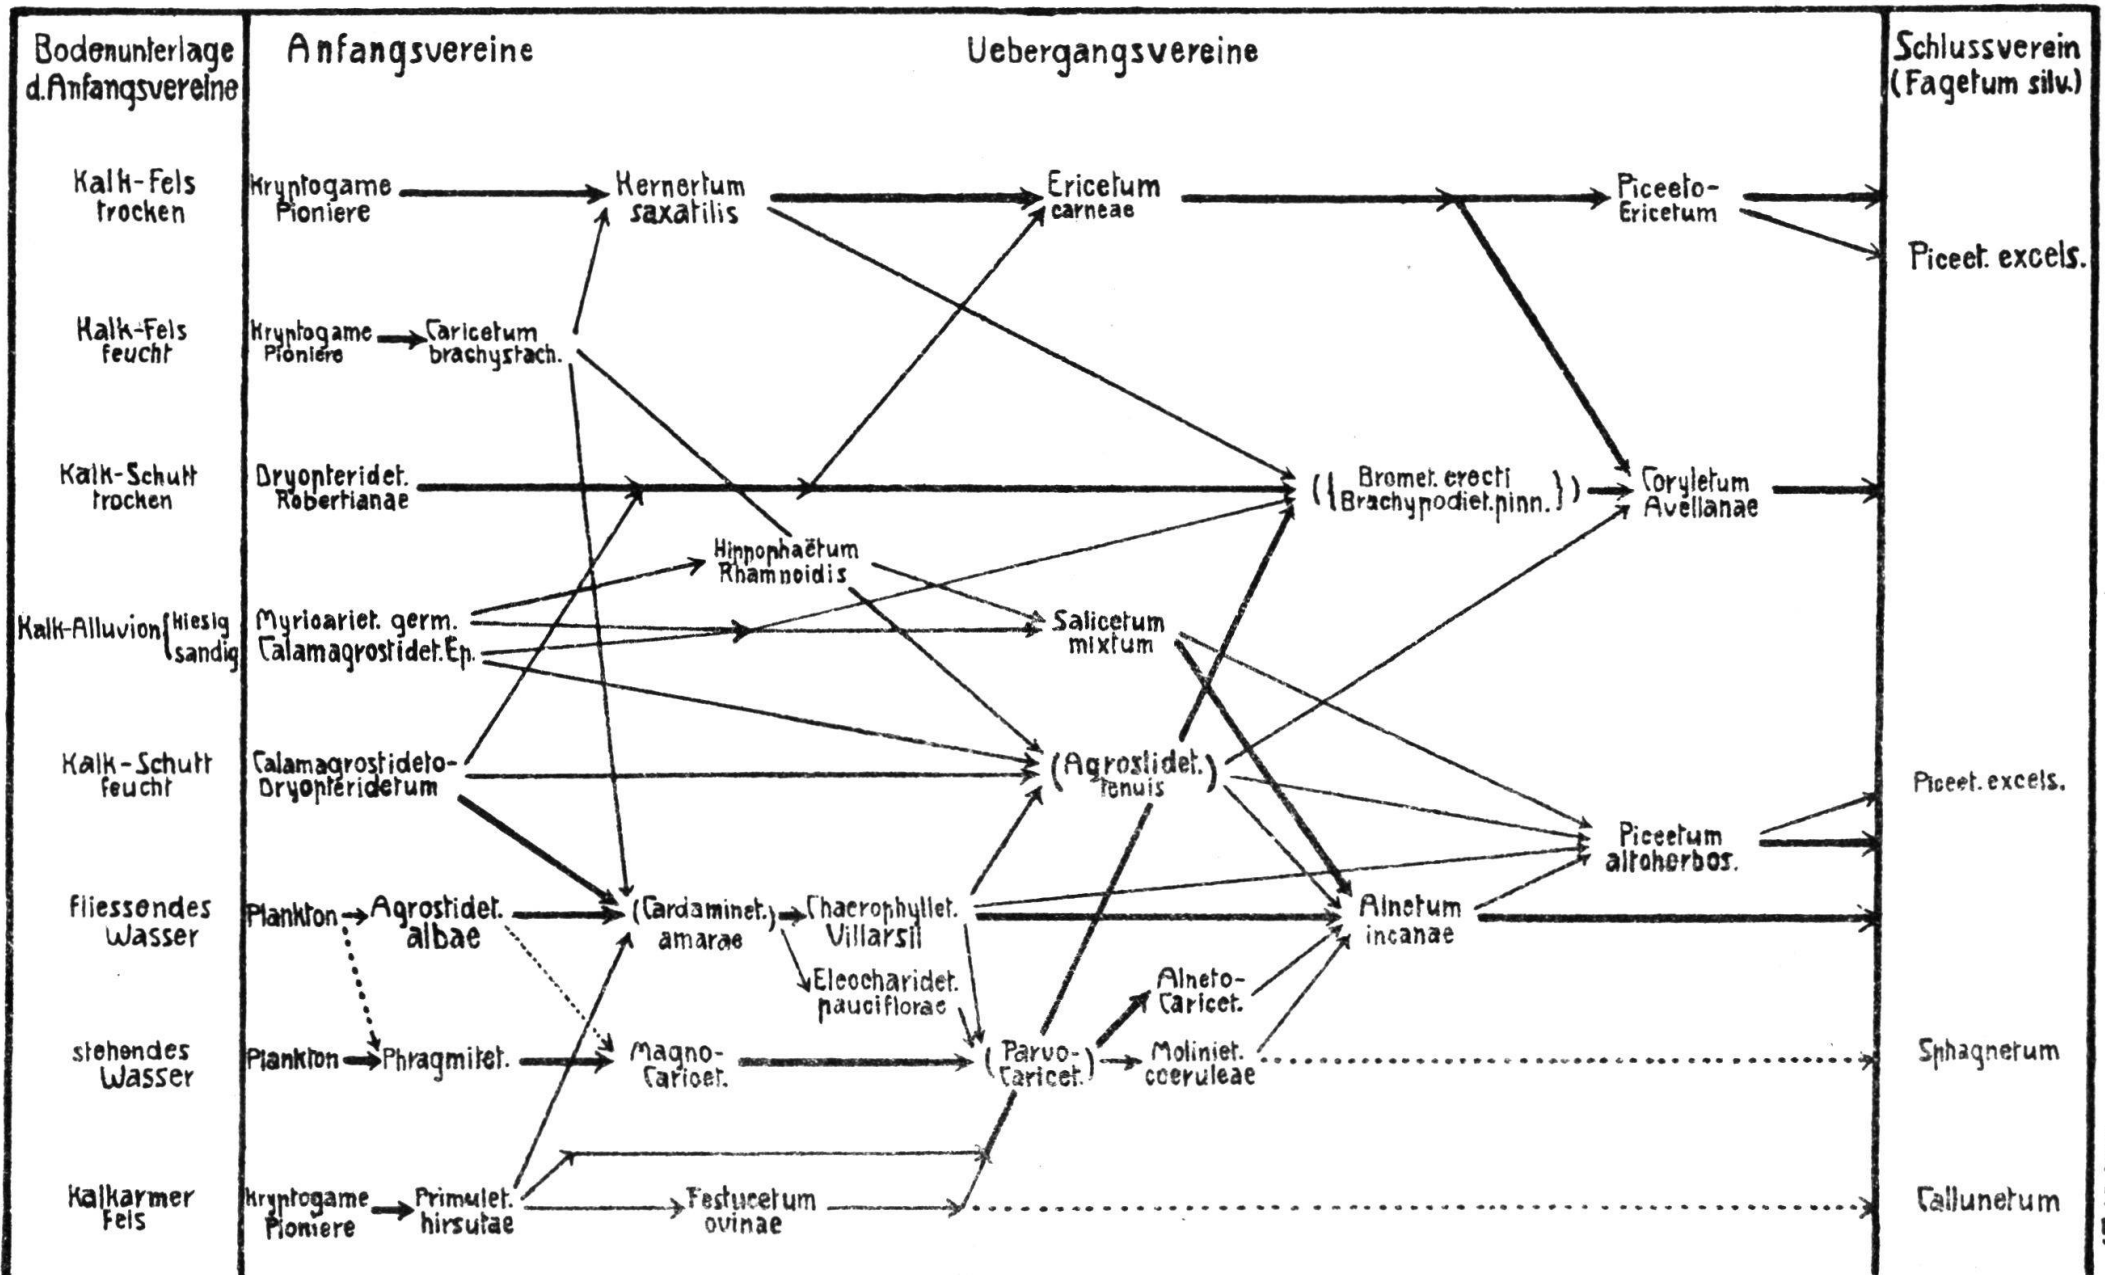 Bodenunterlage
d.Anfangsvereine
Anfangsvereine
Uebergangsvereine
Schlussverein
(Fagetum silv.)
Kalk-Fels
trocken
Kryptogame
Pioniere
Kernertum
saxatilis
Ericetum
carneae
Piceeto-
Ericetum
Piceet. excels.
Kalk-Fels
feucht
Kryptogame
Pioniere
Caricetum
brachystach.
Kalk-Schutt
trocken
Dryopteridet.
Robertianae
({Bromet. erecti
Brachypodiet.pinn.})
Coryletum
Avellanae
Hippophaëtum
Rhamnoidis
Kalk-Alluvion{kiesig
sandig
Myricariet. germ.
Calamagrostidet.Ep.
Salicetum
mixtum
Kalk-Schutt
feucht
Calamagrostideto-
Dryopteridetum
(Agrostidet.)
tenuis
Piceet. excels.
Piceetum
altoherbos.
fliessendes
Wasser
Plankton
Agrostidet.
albae
(Cardaminet.)
amarae
Chaerophyllet.
Villarsii
Alnetum
incanae
Eleocharidet.
pauciflorae
Alneto-
Caricet.
stehendes
Wasser
Plankton
Phragmitet.
Magno-
Caricet.
(Parvo-
Caricet.)
Moliniet.
coeruleae
Sphagnetum
Kalkarmer
Fels
Kryptogame
Pioniere
Primulet.
hirsutae
Festucetum
ovinae
Callunetum